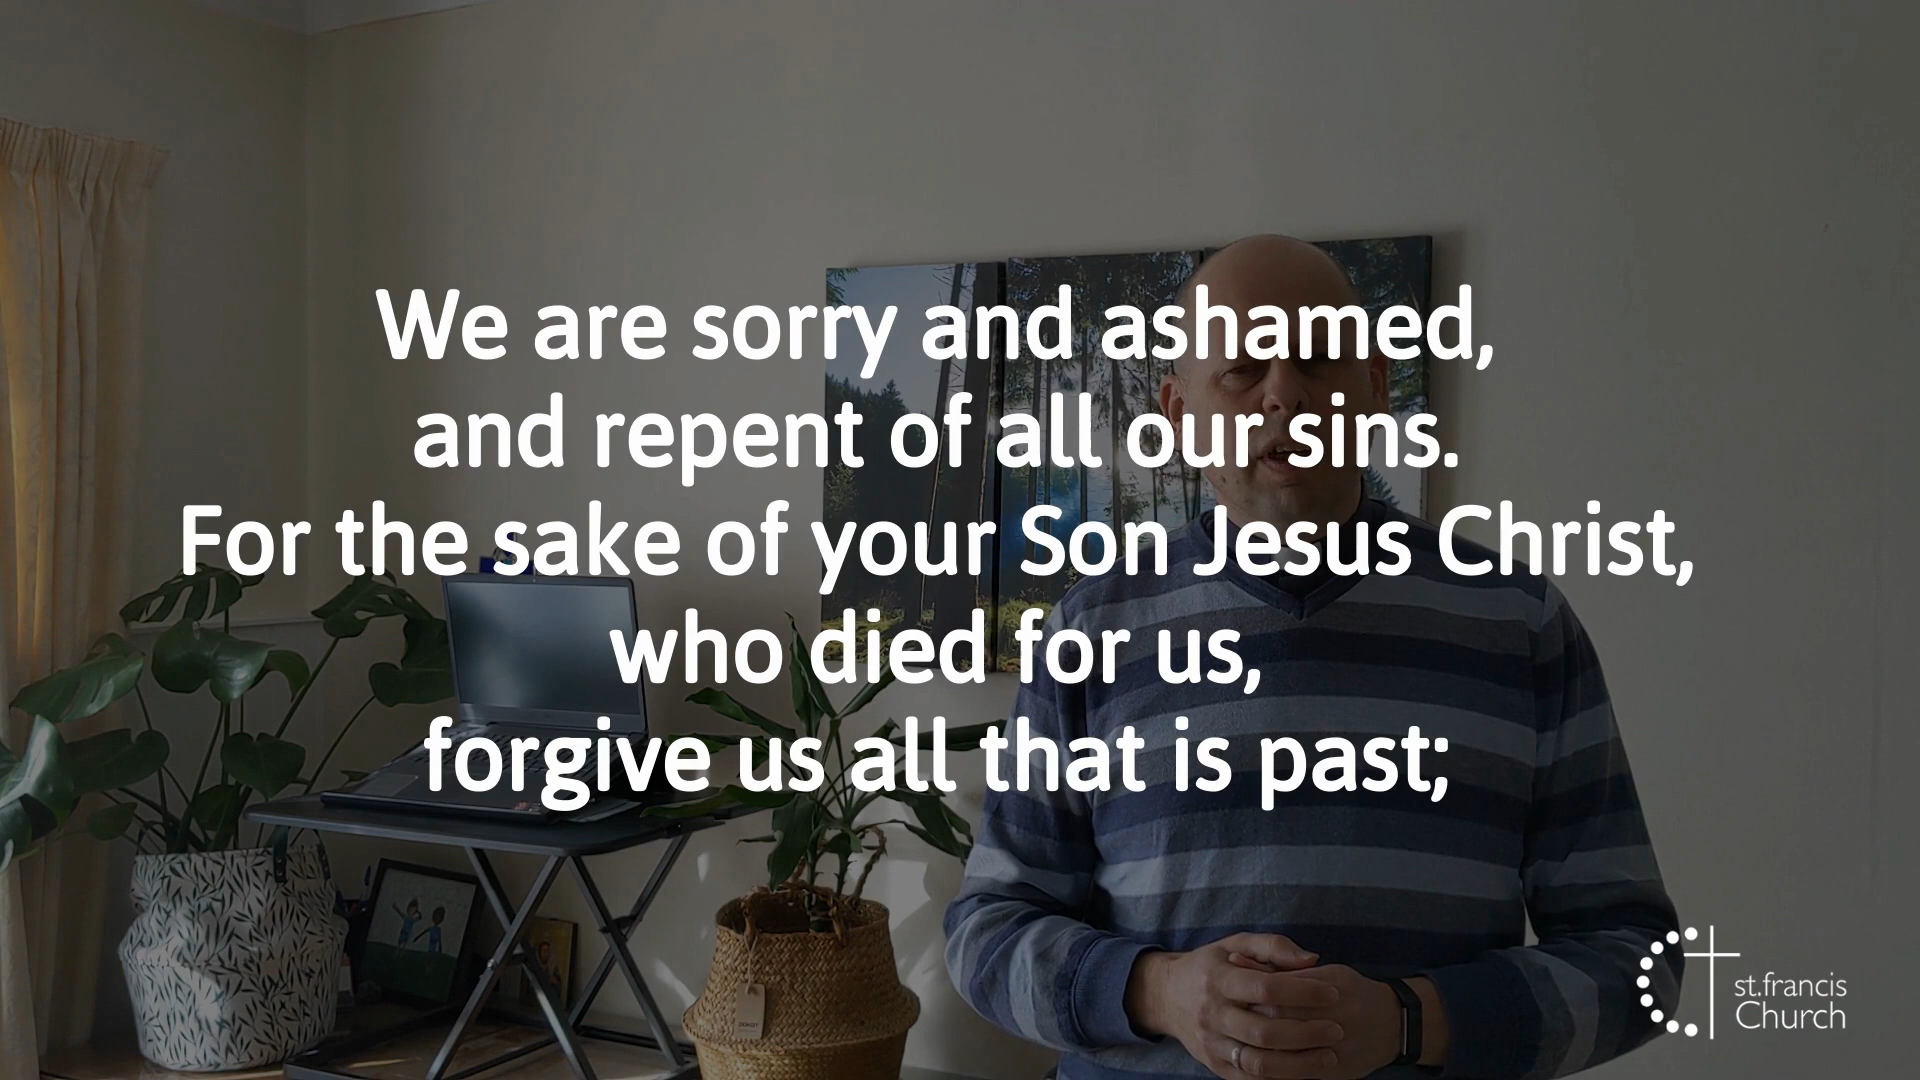 We are sorry and ashamed,
and repent of all our sins.
For the sake of your Son Jesus Christ,
who died for us,
forgive us all that is past;
st.francis
Church